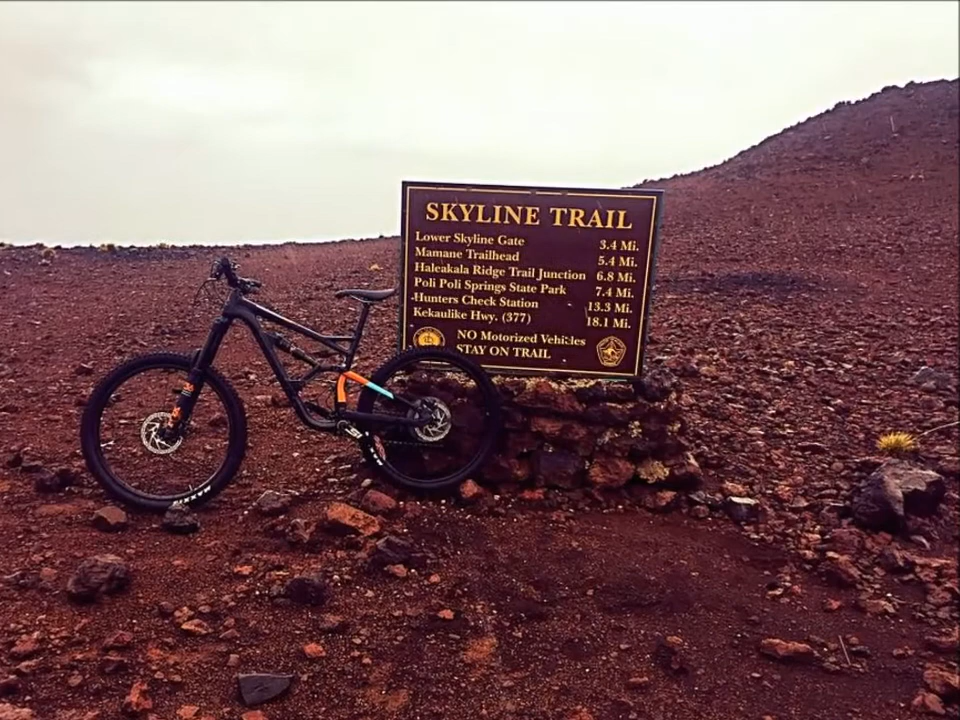 SKYLINE TRAIL
Lower Skyline Gate 3.4 Mi.
Mamane Trailhead 5.4 Mi.
Haleakala Ridge Trail Junction 6.8 Mi.
Poli Poli Springs State Park 7.4 Mi.
Hunters Check Station 13.3 Mi.
Kekaulike Hwy. (377) 18.1 Mi.
NO Motorized Vehicles
STAY ON TRAIL
MAXXIS